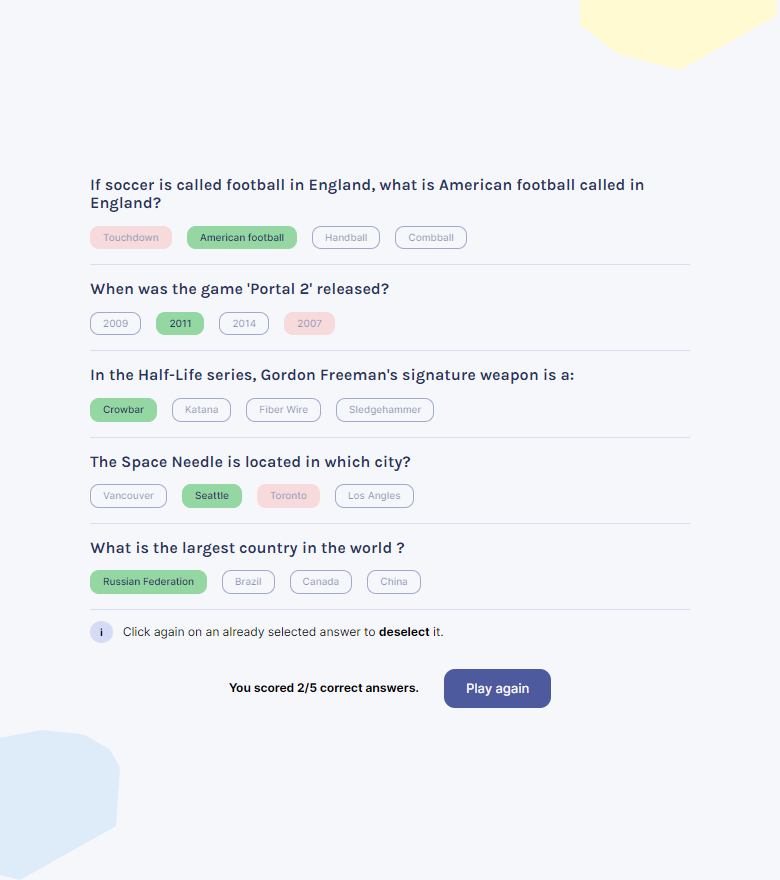 If soccer is called football in England, what is American football called in
England?
Touchdown American football Handball Combball
When was the game 'Portal 2' released?
2009 2011 2014 2007
In the Half-Life series, Gordon Freeman's signature weapon is a:
Crowbar Katana Fiber Wire Sledgehammer
The Space Needle is located in which city?
Vancouver Seattle Toronto Los Angles
What is the largest country in the world ?
Russian Federation Brazil Canada China
i Click again on an already selected answer to deselect it.
You scored 2/5 correct answers. Play again